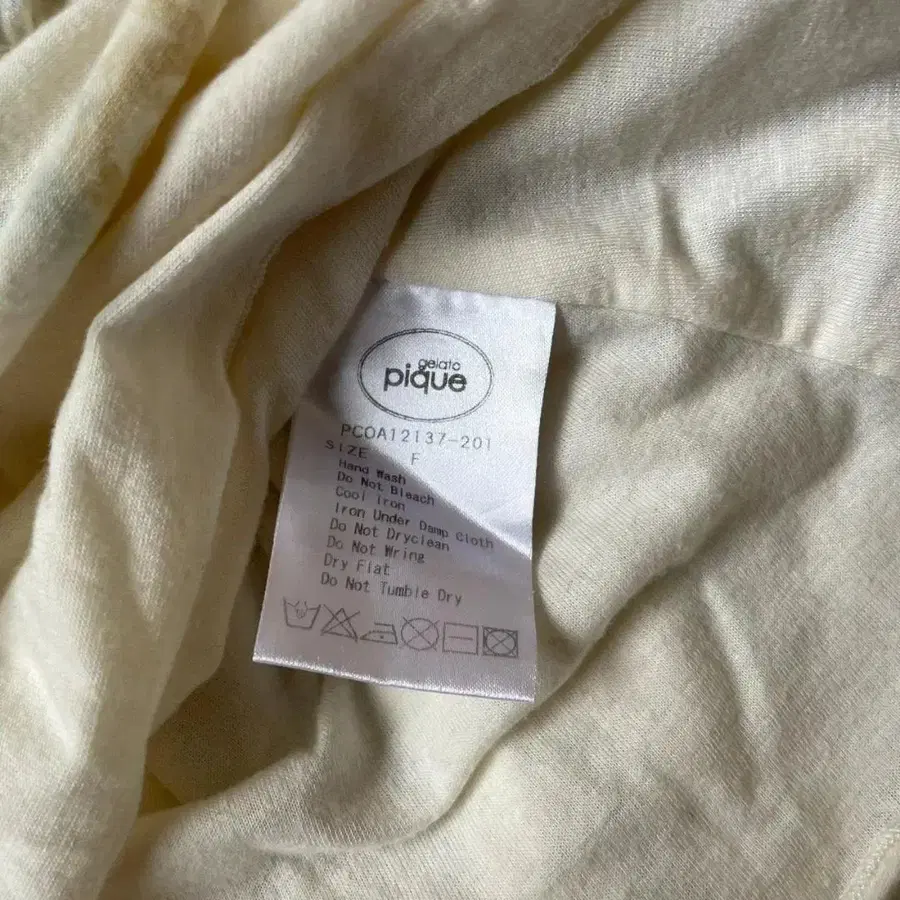 gelato
pique
PCOA12137-201
SIZE F
Hand Wash
Do Not Bleach
Cool Iron
Iron Under Damp Cloth
Do Not Dryclean
Do Not Wring
Dry Flat
Do Not Tumble Dry